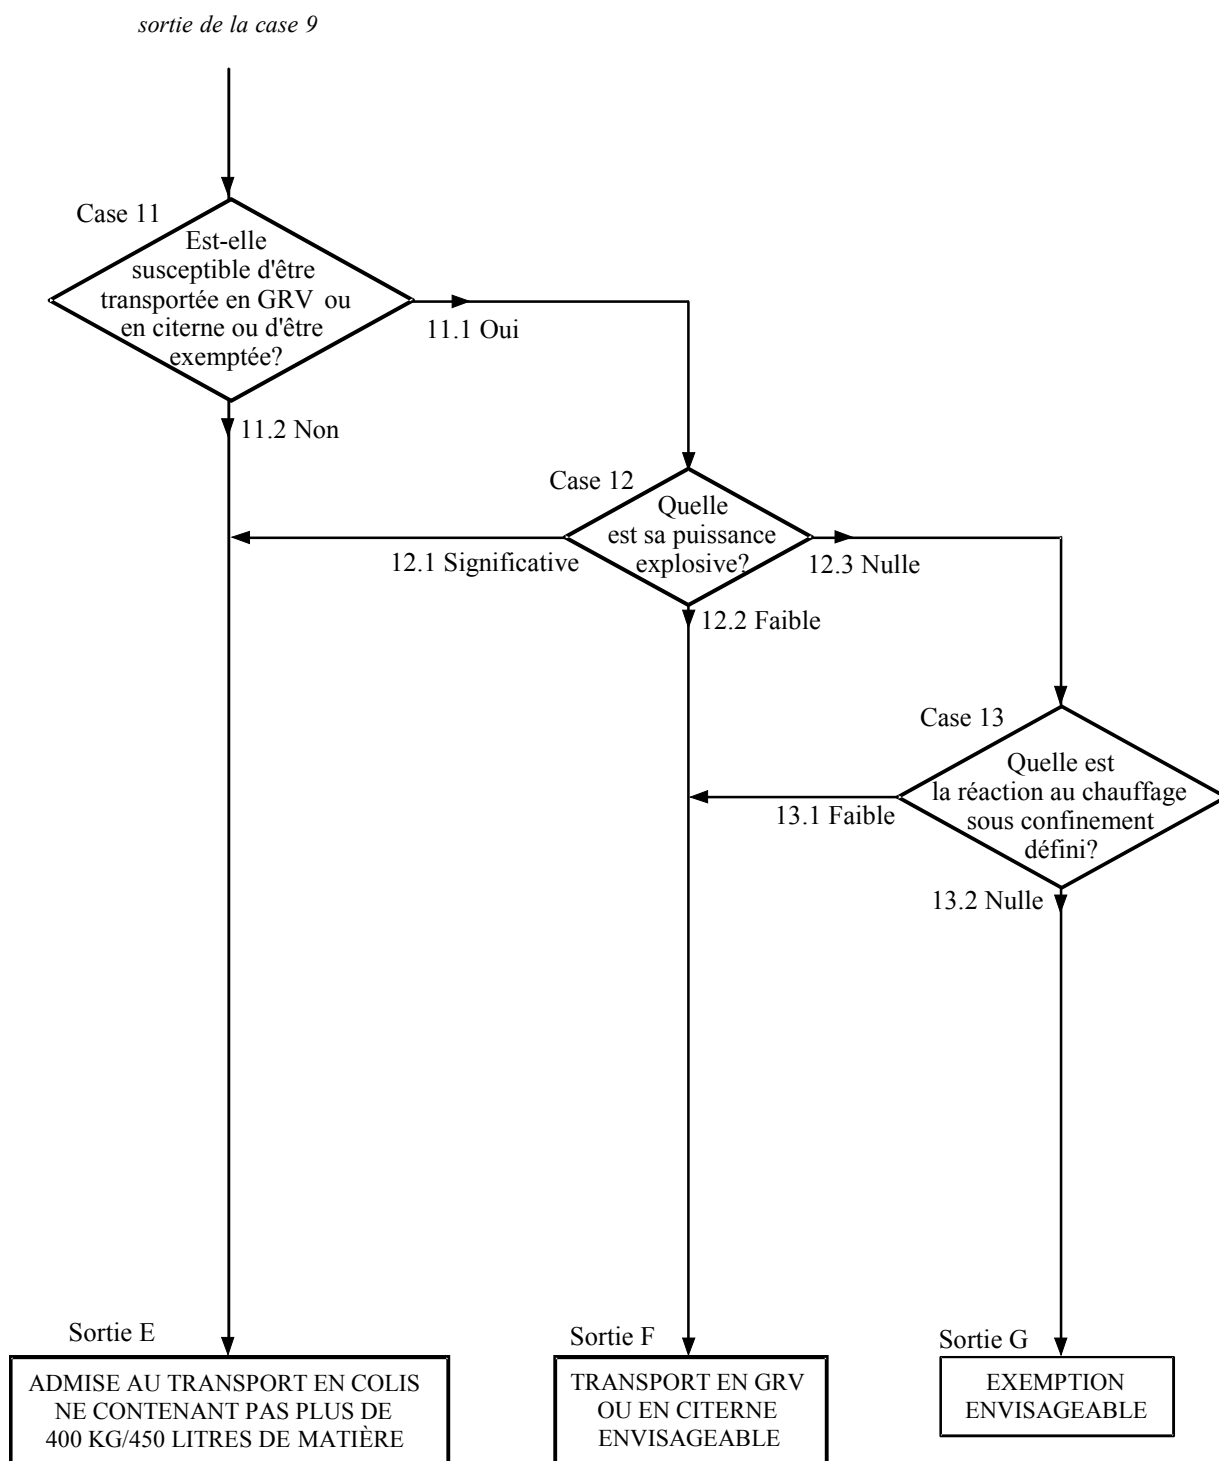 sortie de la case 9
Case 11
Est-elle
susceptible d'être
transportée en GRV ou
en citerne ou d'être
exemptée?
11.1 Oui
11.2 Non
Case 12
Quelle
est sa puissance
explosive?
12.1 Significative
12.3 Nulle
12.2 Faible
Case 13
Quelle est
la réaction au chauffage
sous confinement
défini?
13.1 Faible
13.2 Nulle
Sortie E
ADMISE AU TRANSPORT EN COLIS
NE CONTENANT PAS PLUS DE
400 KG/450 LITRES DE MATIÈRE
Sortie F
TRANSPORT EN GRV
OU EN CITERNE
ENVISAGEABLE
Sortie G
EXEMPTION
ENVISAGEABLE